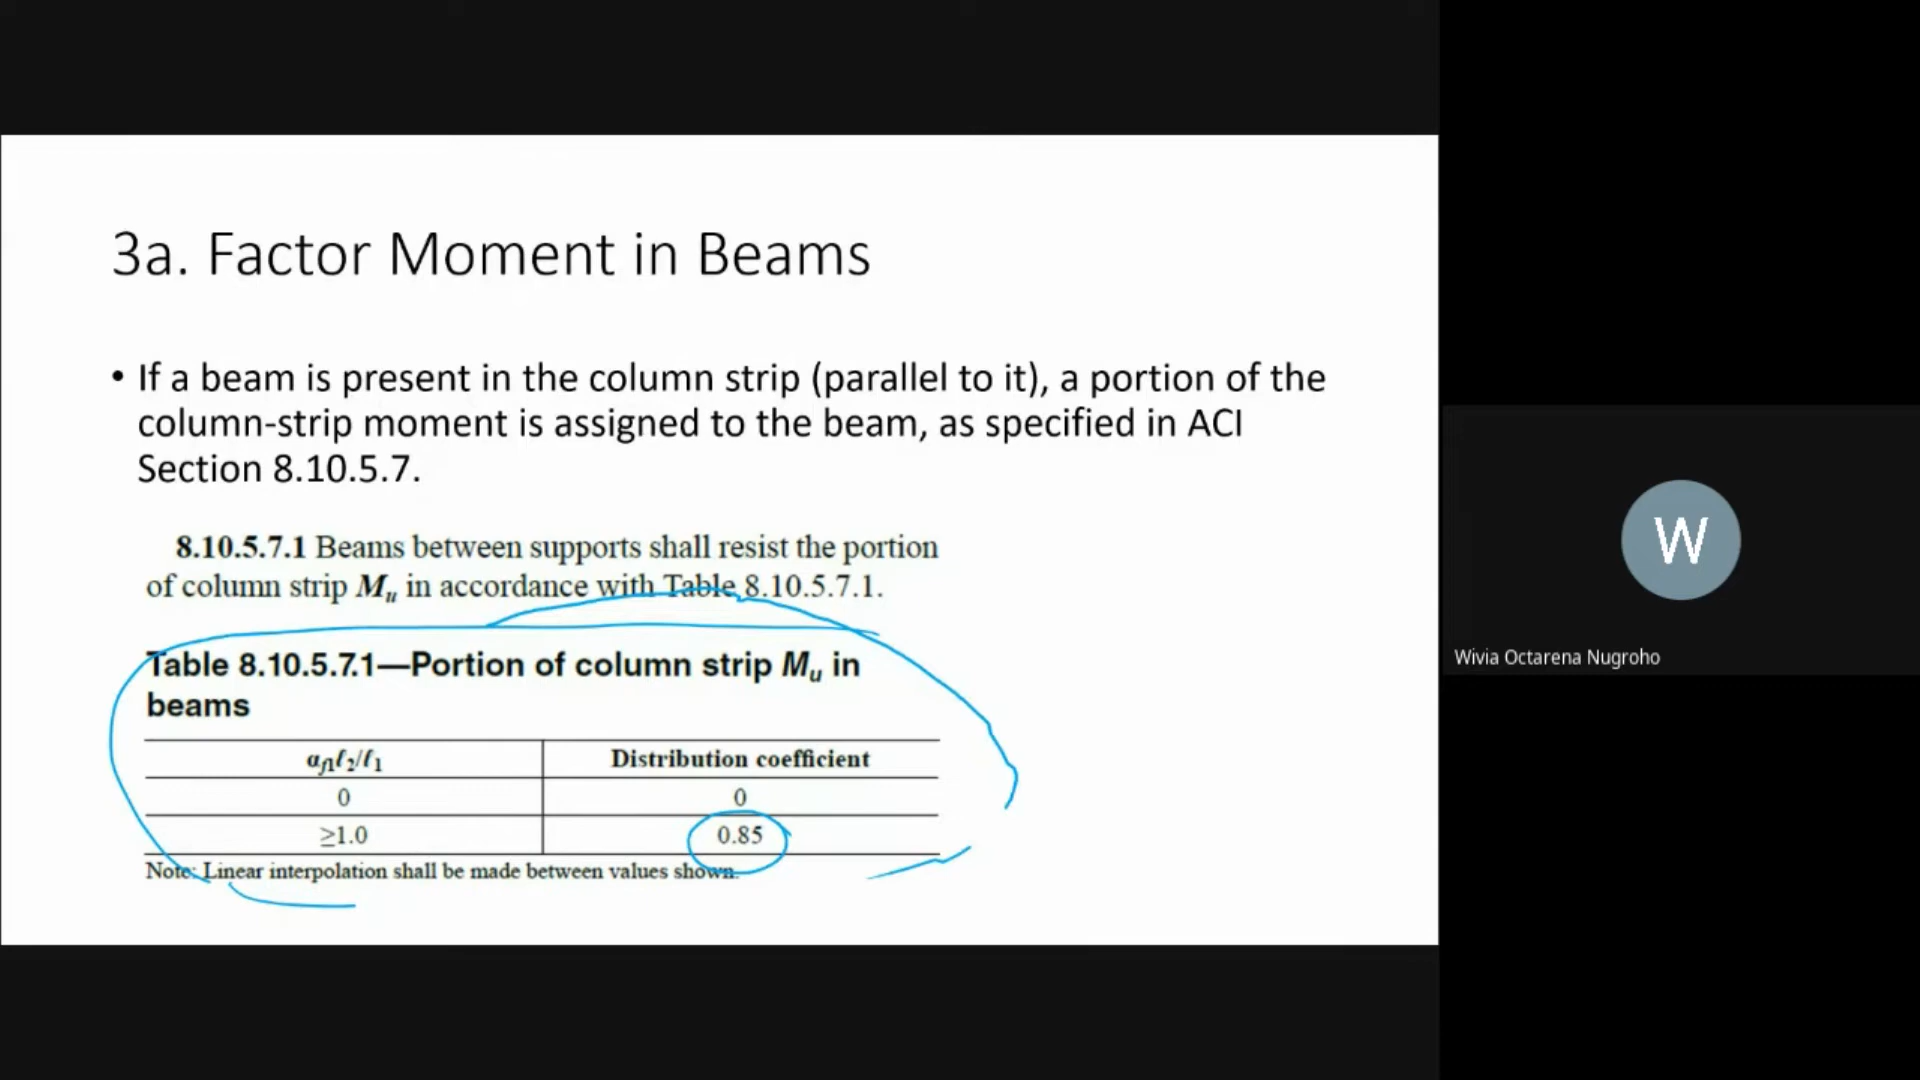 3a. Factor Moment in Beams
• If a beam is present in the column strip (parallel to it), a portion of the
column-strip moment is assigned to the beam, as specified in ACI
Section 8.10.5.7.
8.10.5.7.1 Beams between supports shall resist the portion
of column strip Mu in accordance with Table 8.10.5.7.1.
Table 8.10.5.7.1—Portion of column strip Mu in
beams
αf1ℓ2/ℓ1 Distribution coefficient
0 0
≥1.0 0.85
Note: Linear interpolation shall be made between values shown.
W
Wivia Octarena Nugroho